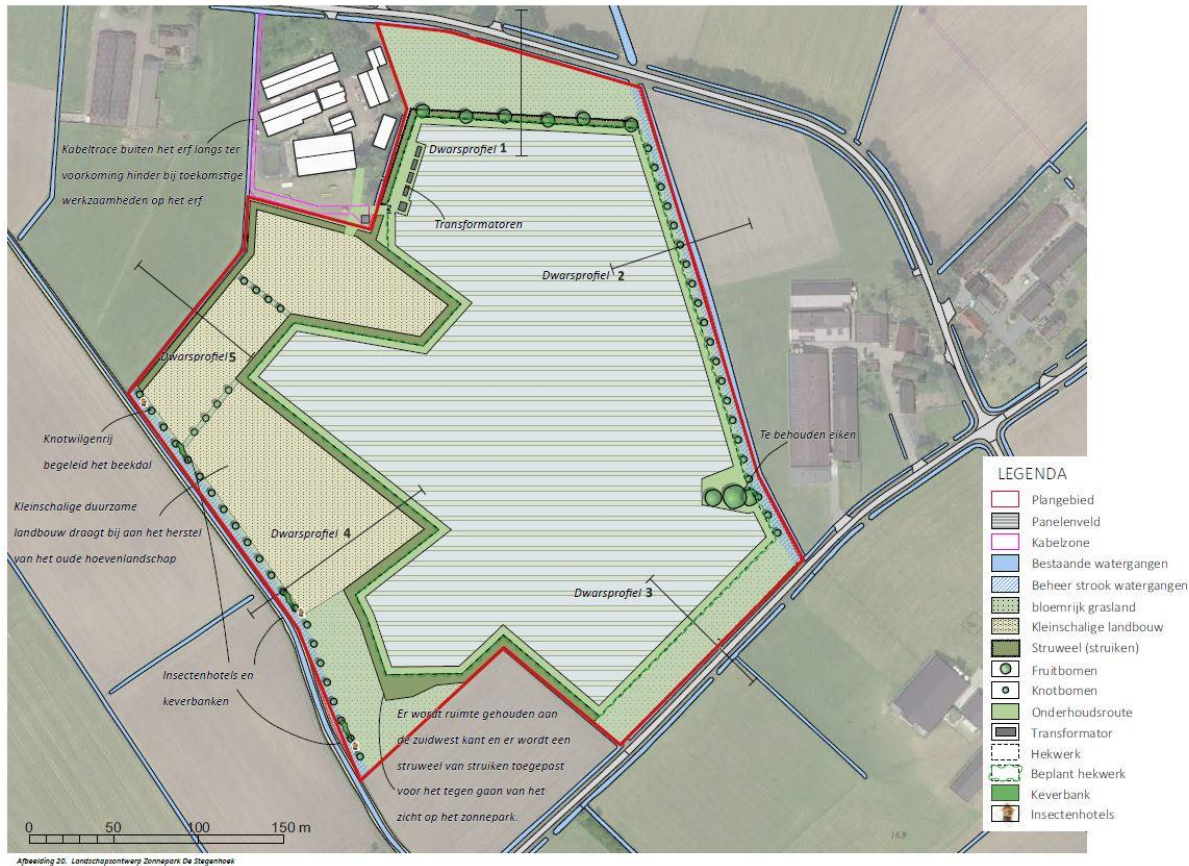 Kabeltrace buiten het erf langs ter
voorkoming hinder bij toekomstige
werkzaamheden op het erf
Dwarsprofiel 1
Transformatoren
Dwarsprofiel 2
Dwarsprofiel 5
Knotwilgenrij
begeleid het beekdal
Te behouden eiken
Kleinschalige duurzame
landbouw draagt bij aan het herstel
van het oude hoevenlandschap
Dwarsprofiel 4
Dwarsprofiel 3
Insectenhotels en
keverbanken
Er wordt ruimte gehouden aan
de zuidwest kant en er wordt een
struweel van struiken toegepast
voor het tegen gaan van het
zicht op het zonnepark.
LEGENDA
Plangebied
Panelenveld
Kabelzone
Bestaande watergangen
Beheer strook watergangen
bloemrijk grasland
Kleinschalige landbouw
Struweel (struiken)
Fruitbomen
Knotbomen
Onderhoudsroute
Transformator
Hekwerk
Beplant hekwerk
Keverbank
Insectenhotels
0 50 100 150 m
16.9
Afbeelding 20. Landschapsontwerp Zonnepark De Stegenhoek